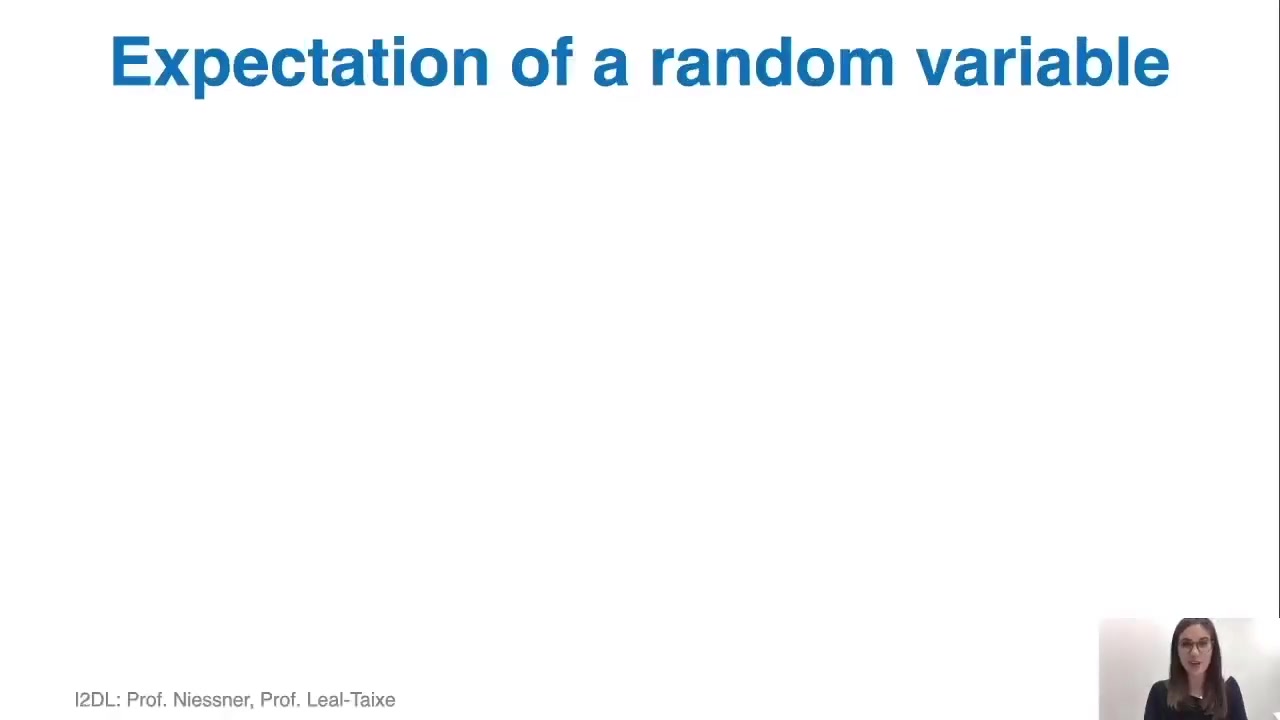 Expectation of a random variable
I2DL: Prof. Niessner, Prof. Leal-Taixe